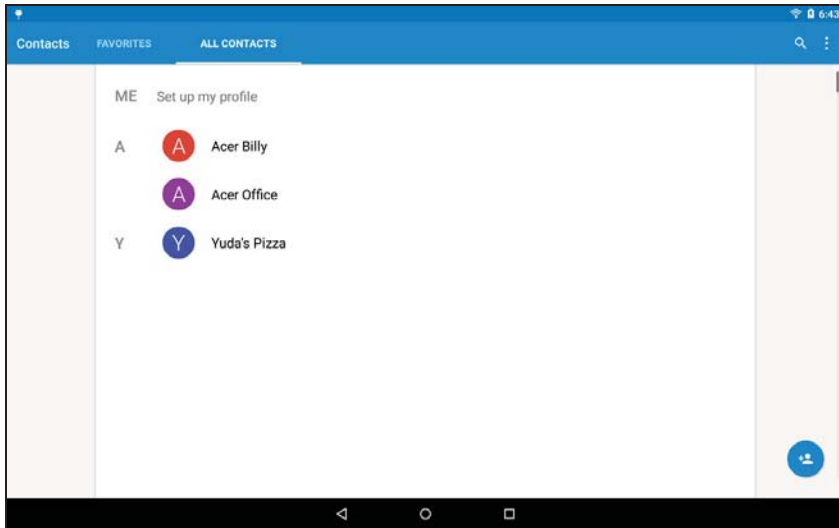 6:43
Contacts FAVORITES ALL CONTACTS
ME Set up my profile
A A Acer Billy
A Acer Office
Y Y Yuda's Pizza